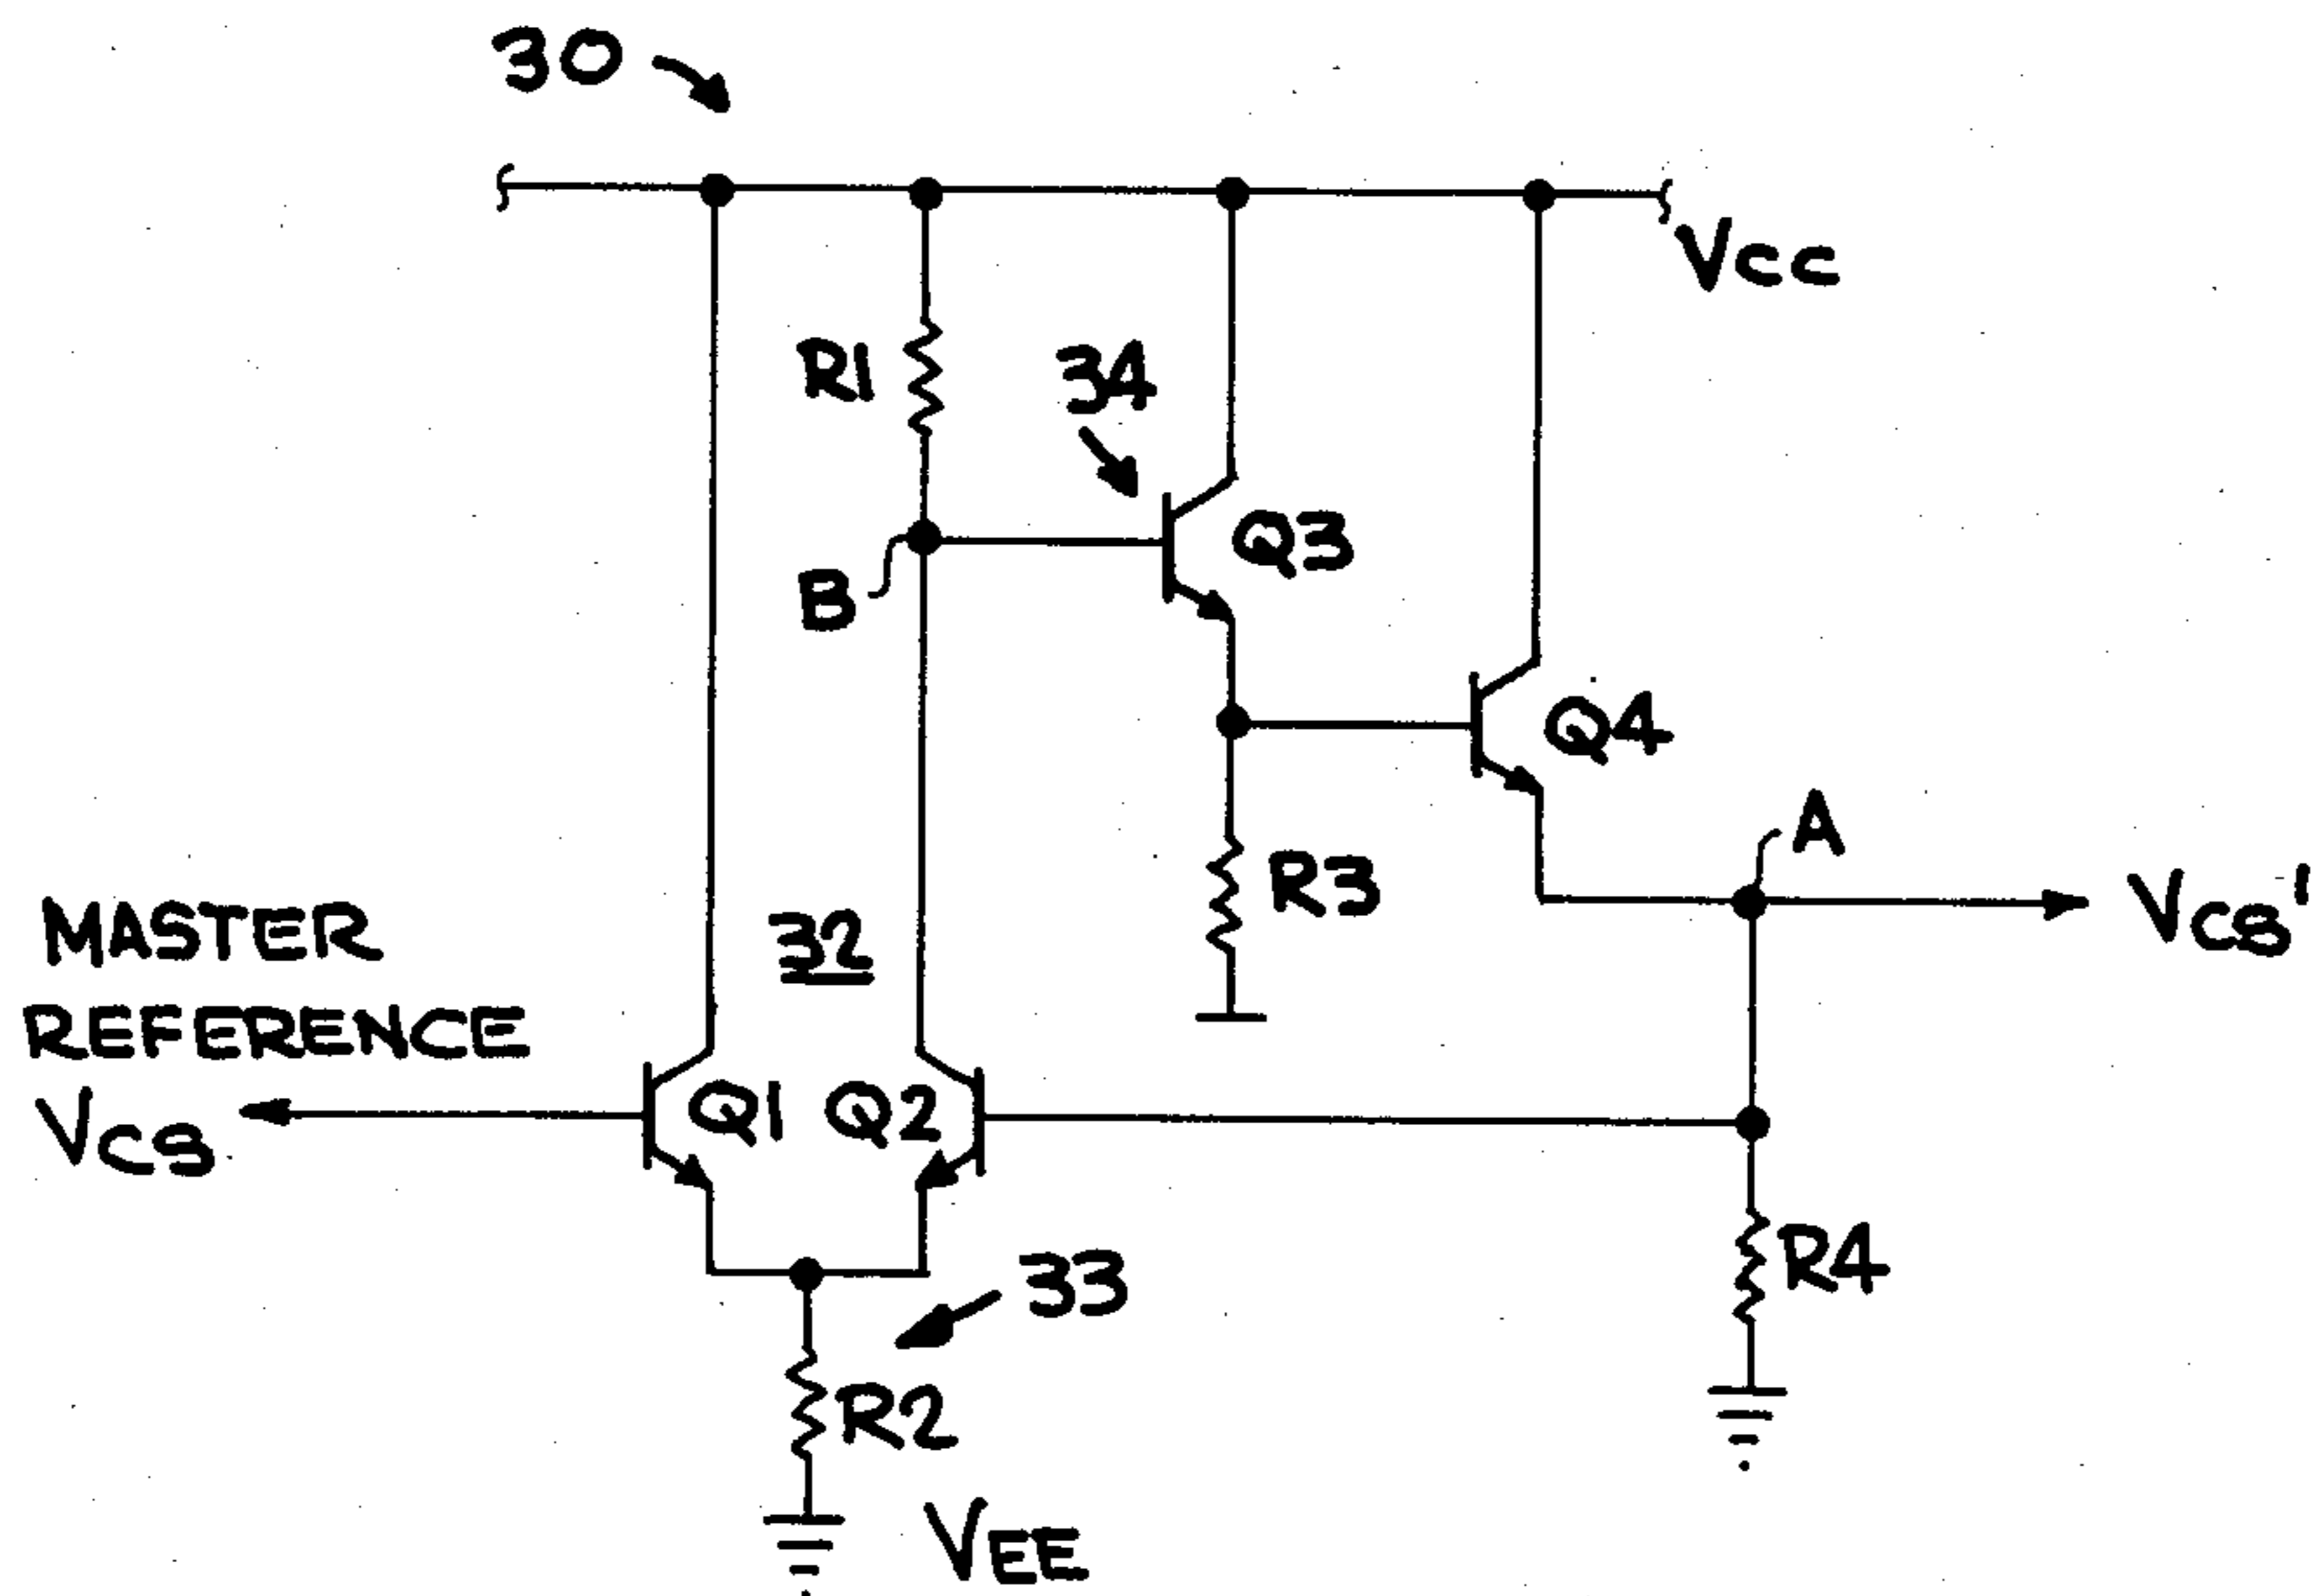 30
Vcc
R1
34
Q3
B
Q4
A
R3
VCS'
MASTER
REFERENCE
VCS
32
Q1
Q2
33
R4
R2
VEE